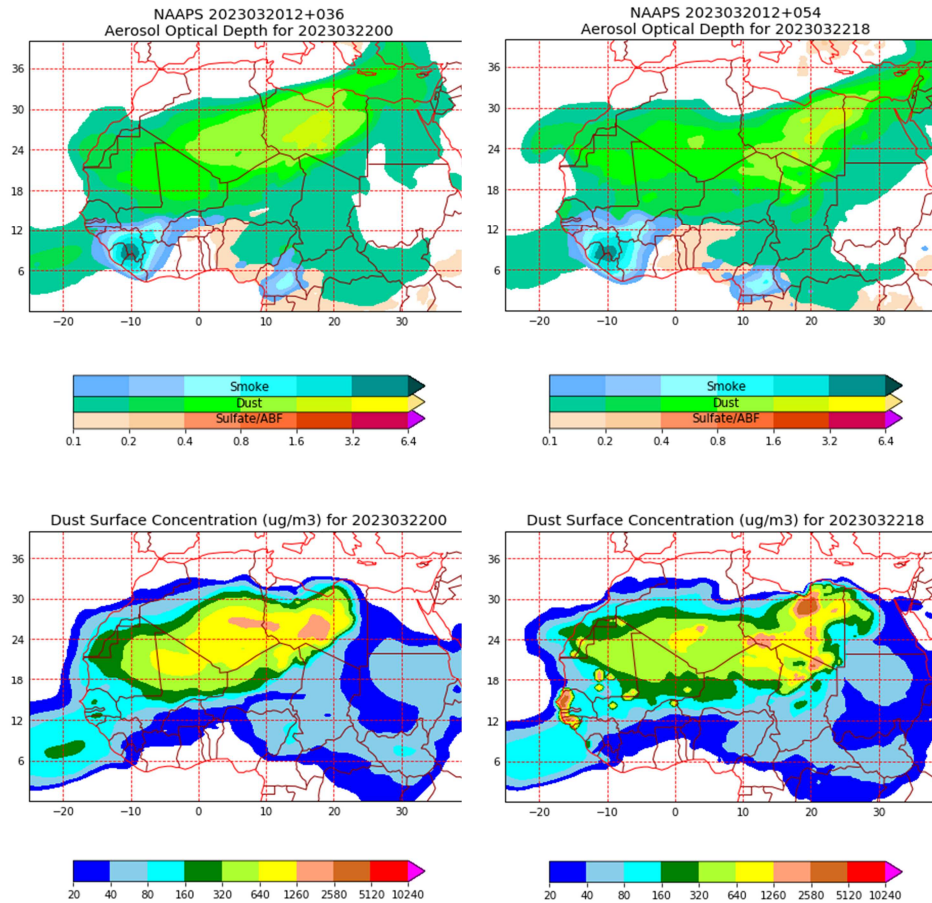 NAAPS 2023032012+036
Aerosol Optical Depth for 2023032200
36
30
24
18
12
6
−20 −10 0 10 20 30
Smoke
Dust
Sulfate/ABF
0.1 0.2 0.4 0.8 1.6 3.2 6.4
NAAPS 2023032012+054
Aerosol Optical Depth for 2023032218
36
30
24
18
12
6
−20 −10 0 10 20 30
Smoke
Dust
Sulfate/ABF
0.1 0.2 0.4 0.8 1.6 3.2 6.4
Dust Surface Concentration (ug/m3) for 2023032200
36
30
24
18
12
6
−20 −10 0 10 20 30
20 40 80 160 320 640 1260 2580 5120 10240
Dust Surface Concentration (ug/m3) for 2023032218
36
30
24
18
12
6
−20 −10 0 10 20 30
20 40 80 160 320 640 1260 2580 5120 10240